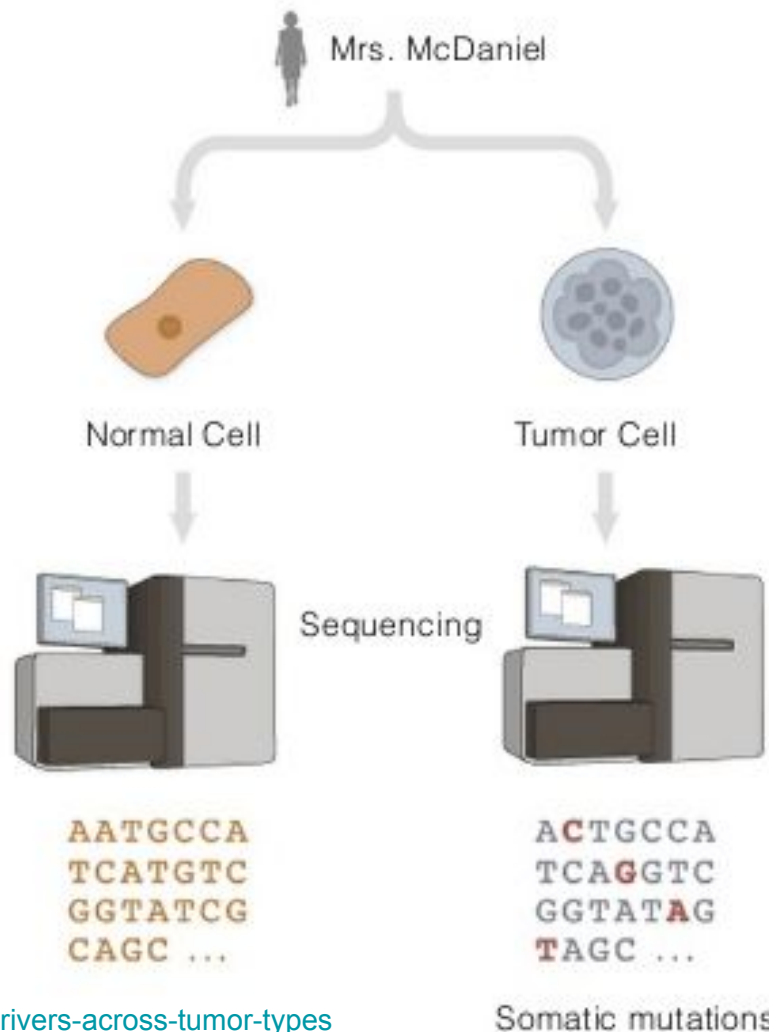 Mrs. McDaniel
Normal Cell
Tumor Cell
Sequencing
AATGCCA
TCATGTC
GGTATCG
CAGC ...
ACTGCCA
TCAGGTC
GGTATAG
TAGC ...
rivers-across-tumor-types
Somatic mutations